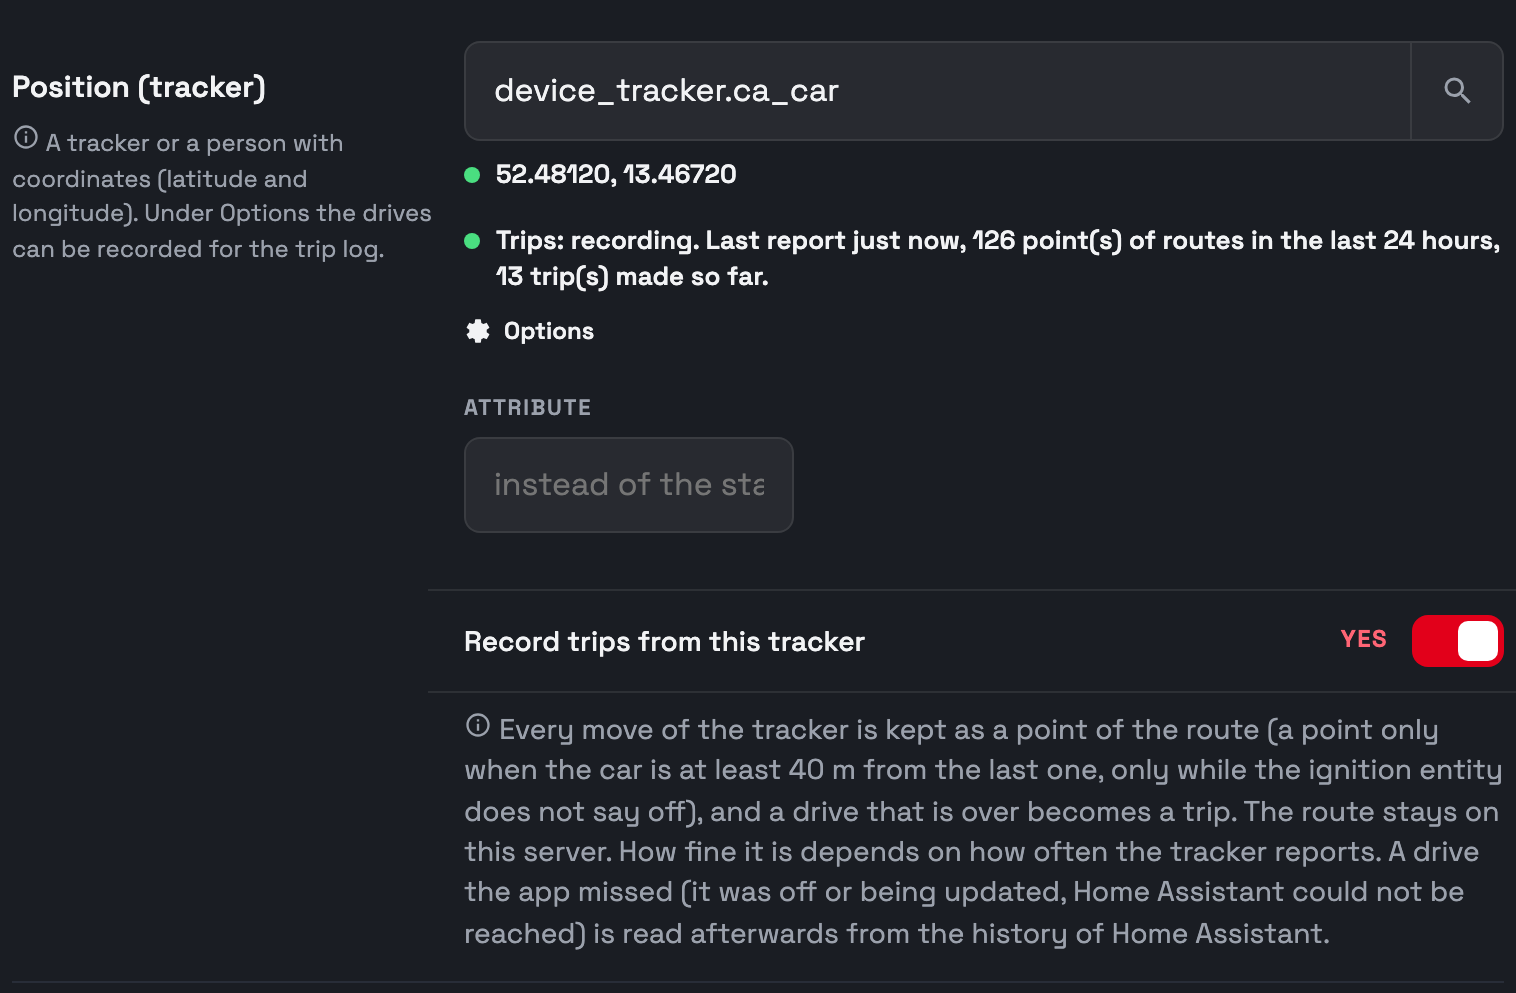 Position (tracker)
A tracker or a person with
coordinates (latitude and
longitude). Under Options the drives
can be recorded for the trip log.
device_tracker.ca_car
52.48120, 13.46720
Trips: recording. Last report just now, 126 point(s) of routes in the last 24 hours,
13 trip(s) made so far.
Options
ATTRIBUTE
instead of the sta
Record trips from this tracker
YES
Every move of the tracker is kept as a point of the route (a point only
when the car is at least 40 m from the last one, only while the ignition entity
does not say off), and a drive that is over becomes a trip. The route stays on
this server. How fine it is depends on how often the tracker reports. A drive
the app missed (it was off or being updated, Home Assistant could not be
reached) is read afterwards from the history of Home Assistant.